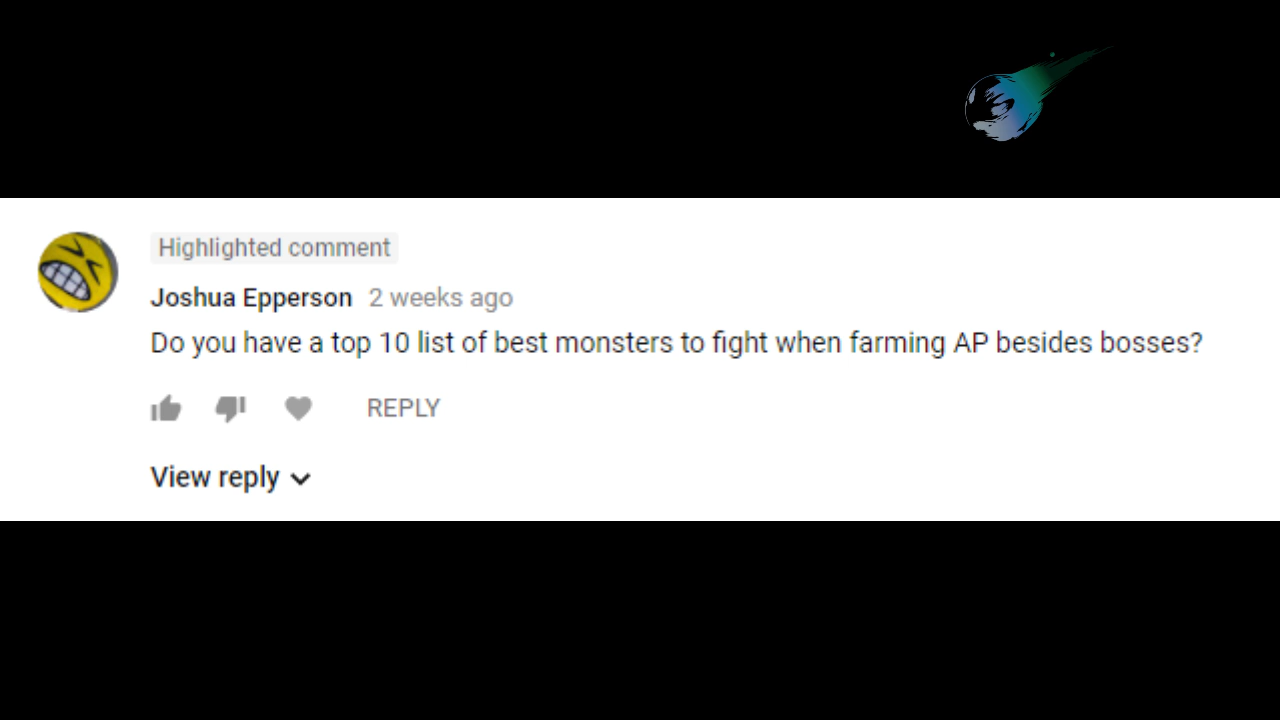 Highlighted comment
Joshua Epperson 2 weeks ago
Do you have a top 10 list of best monsters to fight when farming AP besides bosses?
REPLY
View reply